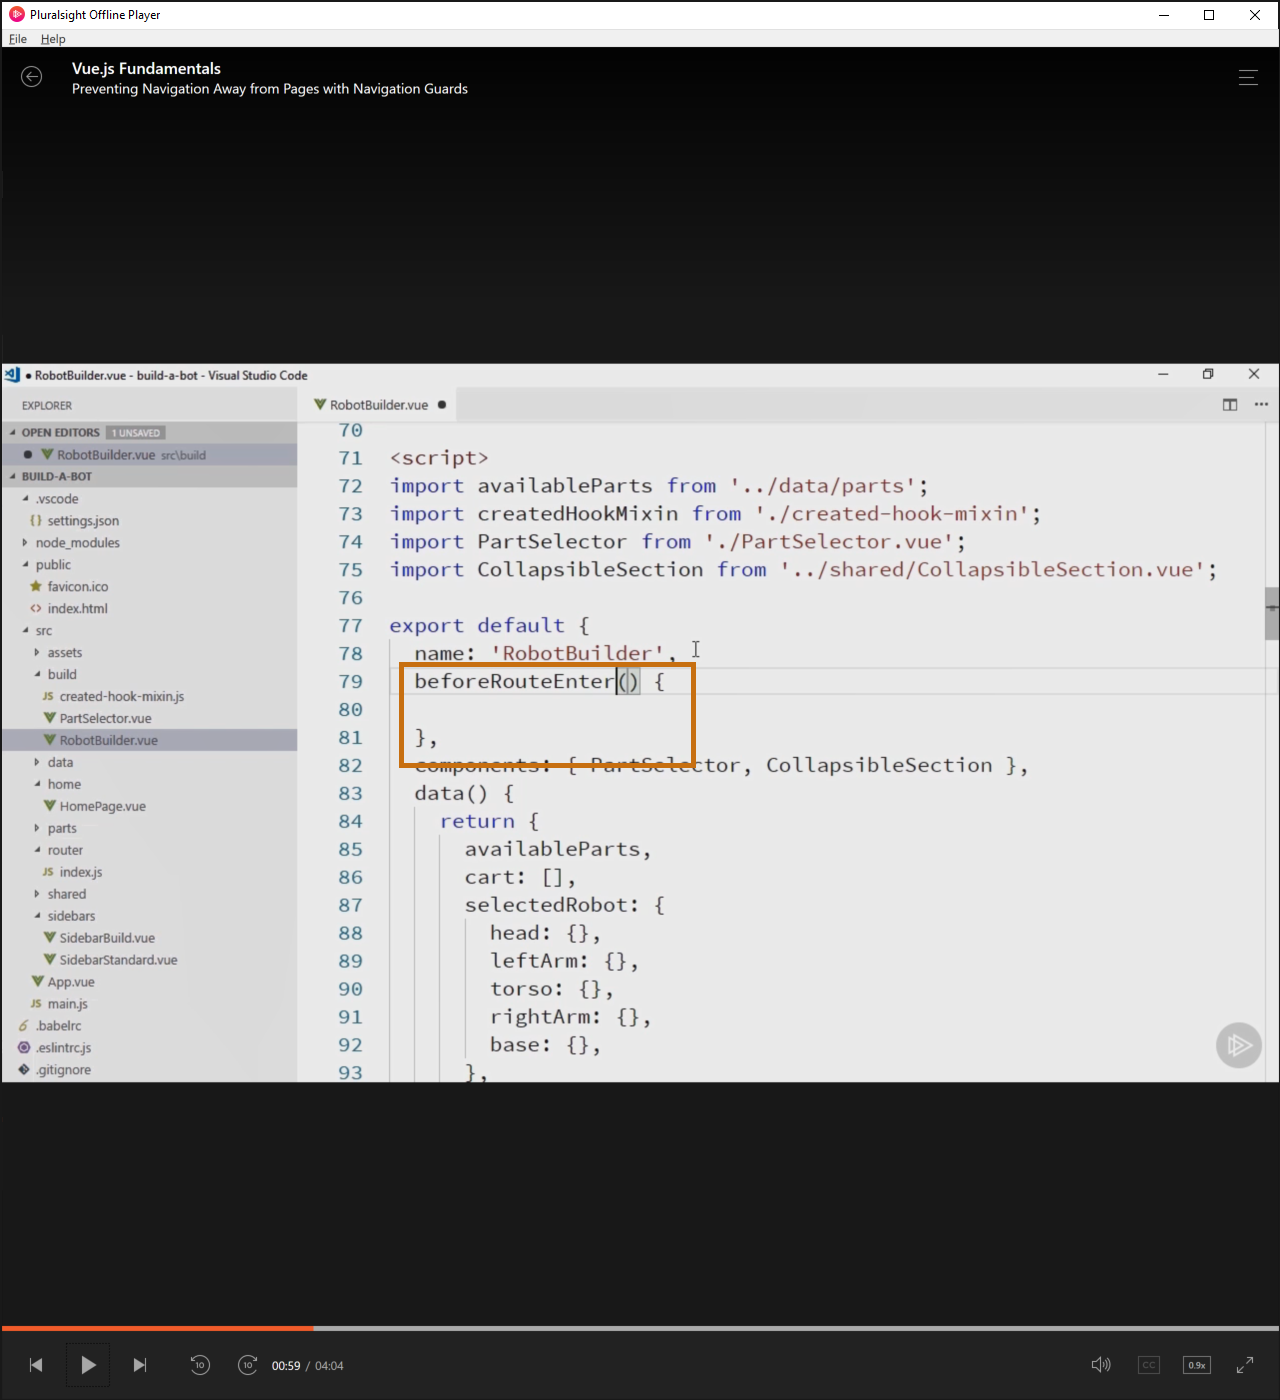 Pluralsight Offline Player
File Help
Vue.js Fundamentals
Preventing Navigation Away from Pages with Navigation Guards
● RobotBuilder.vue - build-a-bot - Visual Studio Code
EXPLORER
OPEN EDITORS 1 UNSAVED
RobotBuilder.vue src\build
BUILD-A-BOT
.vscode
{} settings.json
node_modules
public
favicon.ico
<> index.html
src
assets
build
JS created-hook-mixin.js
PartSelector.vue
RobotBuilder.vue
data
home
HomePage.vue
parts
router
JS index.js
shared
sidebars
SidebarBuild.vue
SidebarStandard.vue
App.vue
JS main.js
6 .babelrc
.eslintrc.js
.gitignore
RobotBuilder.vue ●
70
71 <script>
72 import availableParts from '../data/parts';
73 import createdHookMixin from './created-hook-mixin';
74 import PartSelector from './PartSelector.vue';
75 import CollapsibleSection from '../shared/CollapsibleSection.vue';
76
77 export default {
78 name: 'RobotBuilder',
79 beforeRouteEnter() {
80
81 },
82 components: { PartSelector, CollapsibleSection },
83 data() {
84 return {
85 availableParts,
86 cart: [],
87 selectedRobot: {
88 head: {},
89 leftArm: {},
90 torso: {},
91 rightArm: {},
92 base: {},
93 },
10 10 00:59 / 04:04 CC 0.9x